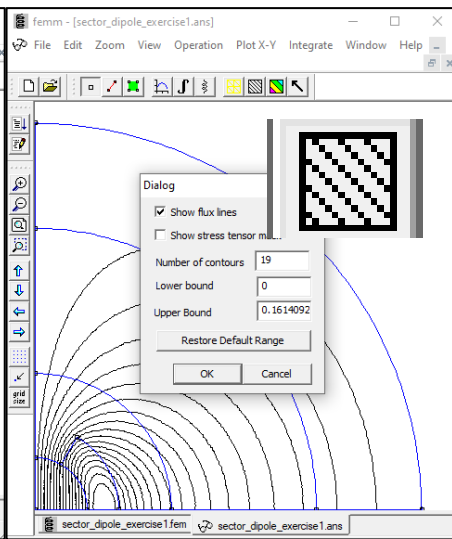 femm - [sector_dipole_exercise1.ans]
File Edit Zoom View Operation Plot X-Y Integrate Window Help
Dialog
Show flux lines
Show stress tensor
Number of contours 19
Lower bound 0
Upper Bound 0.1614092
Restore Default Range
OK Cancel
grid
size
sector_dipole_exercise1.fem sector_dipole_exercise1.ans